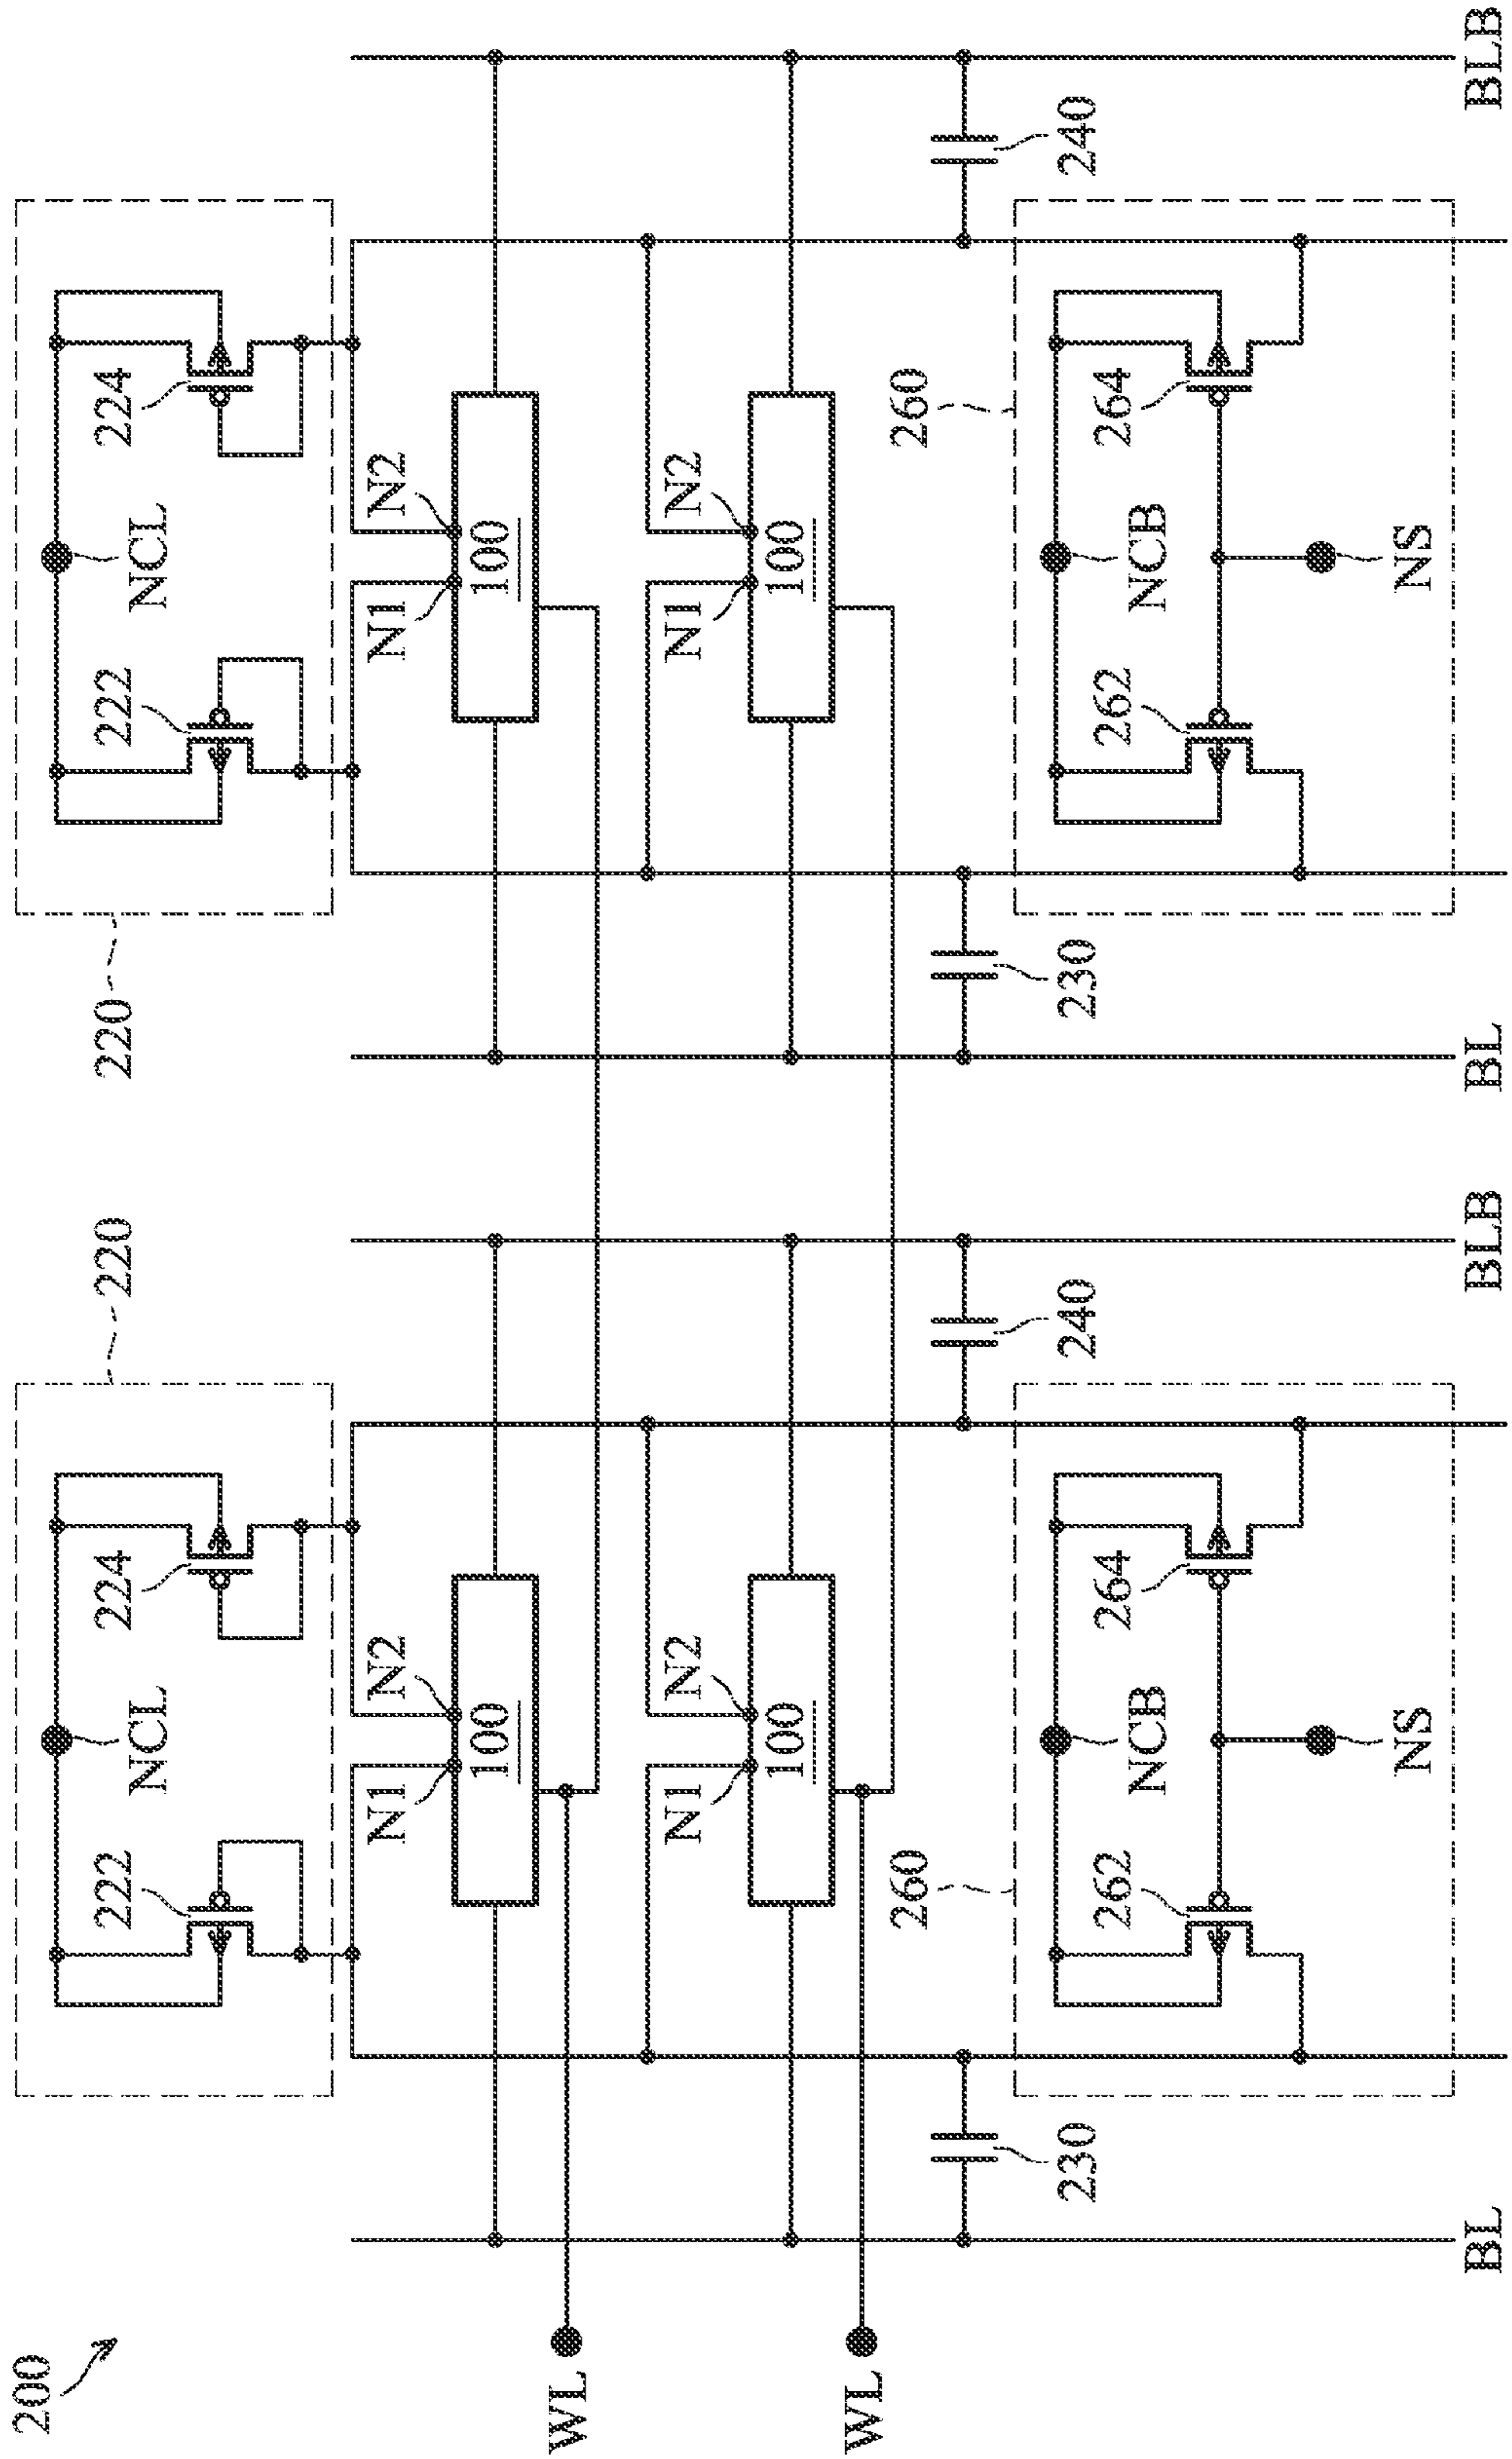 200
222 224 220 220 222 224
NCL NCL
N1 N2 N1 N2
100 100
WL
N1 N2 N1 N2
100 100
WL
260 260
230 240 230 240
262 264 262 264
NCB NCB
NS NS
BL BLB BL BLB